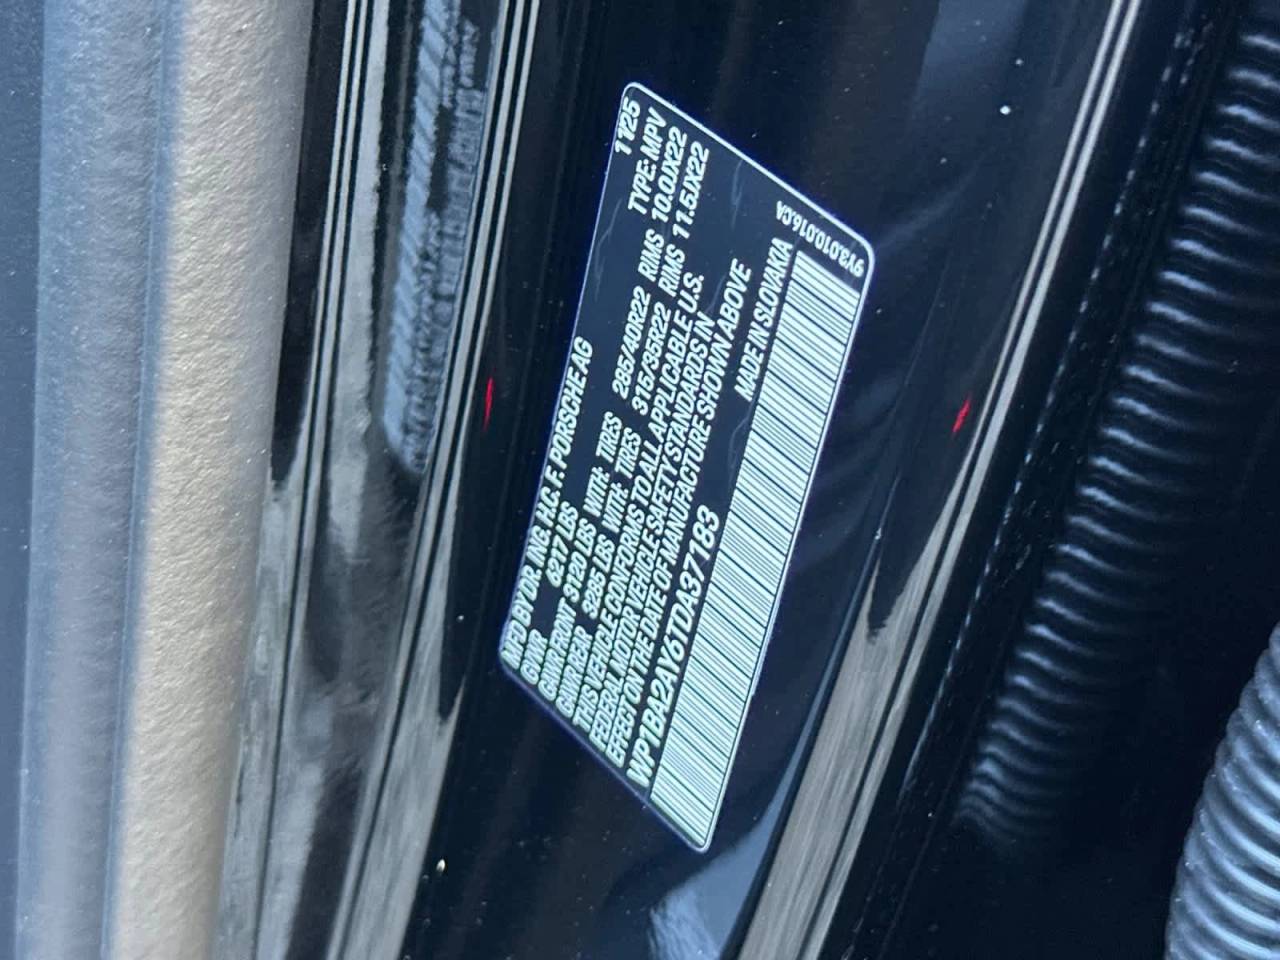 MFD BY DR. ING. H.C. F. PORSCHE AG 11/25
GVWR 6217 LBS TYPE: MPV
GAWR FRONT 3120 LBS WITH: TIRES 285/40R22 RIMS 10.0JX22
GAWR REAR 3285 LBS WITH: TIRES 315/35R22 RIMS 11.5JX22
THIS VEHICLE CONFORMS TO ALL APPLICABLE U.S.
FEDERAL MOTOR VEHICLE SAFETY STANDARDS IN
EFFECT ON THE DATE OF MANUFACTURE SHOWN ABOVE
WP1BA2AY6TDA37183 MADE IN SLOVAKIA
9Y3.010.016.CA